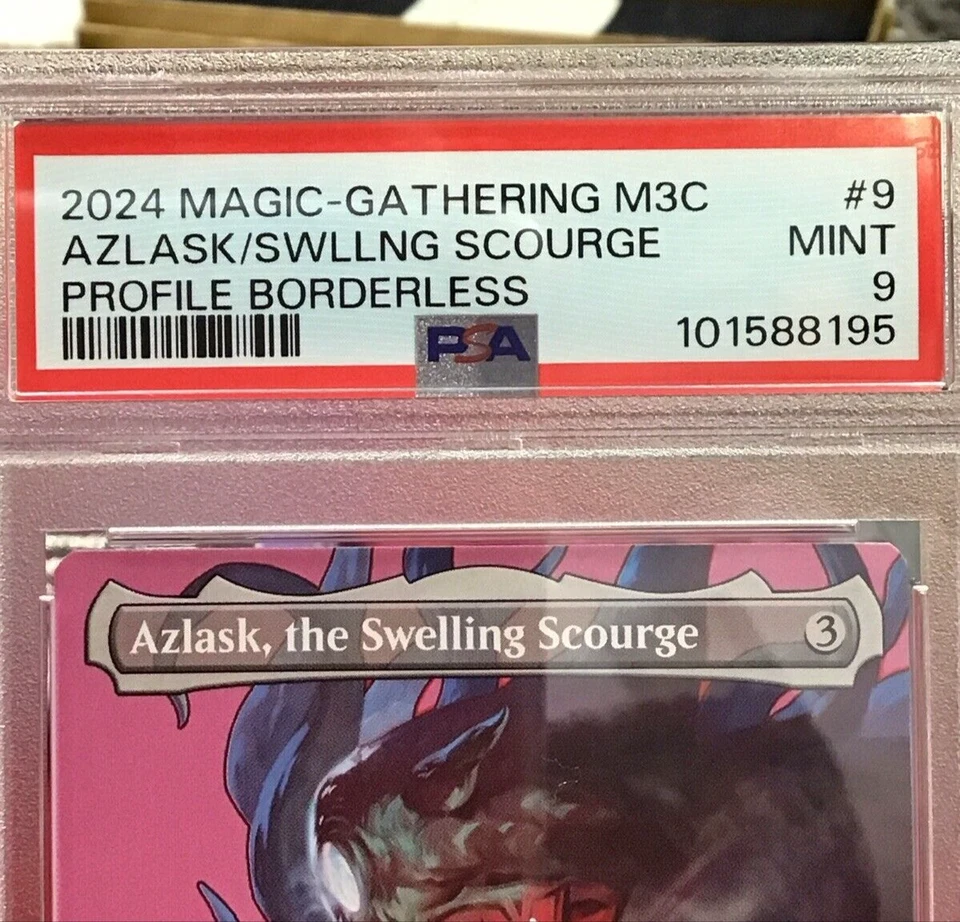 2024 MAGIC-GATHERING M3C #9
AZLASK/SWLLNG SCOURGE MINT
PROFILE BORDERLESS 9
PSA 101588195
Azlask, the Swelling Scourge 3